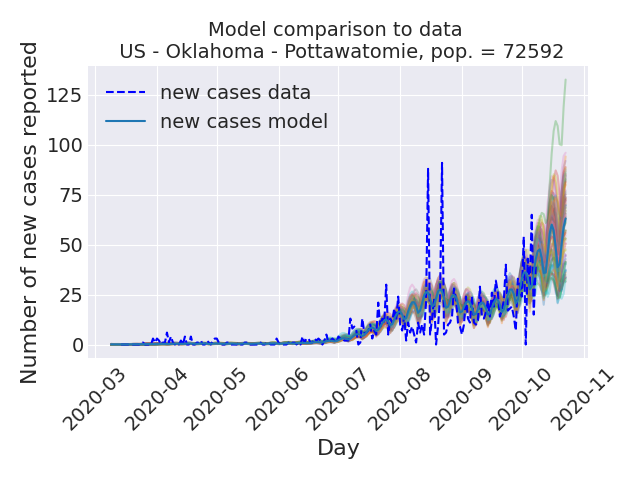 Model comparison to data
US - Oklahoma - Pottawatomie, pop. = 72592
Number of new cases reported
new cases data
new cases model
125
100
75
50
25
0
2020-03
2020-04
2020-05
2020-06
2020-07
2020-08
2020-09
2020-10
2020-11
Day